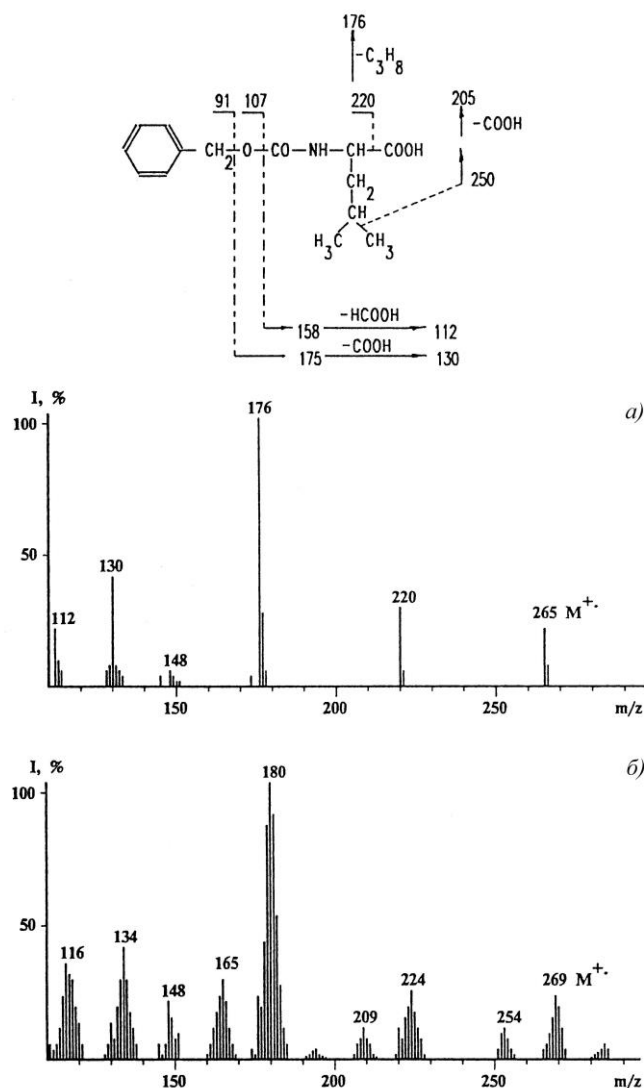 176
-C3H8
91 107 220 205
-COOH
CH2 O CO NH CH COOH
CH2
250
CH
H3C CH3
-HCOOH
158 112
-COOH
175 130
а)
I, %
176
100
50
130
112
148
220
265 M+.
150 200 250 m/z
б)
I, %
180
100
50
116
134
148
165
209
224
254
269 M+.
150 200 250 m/z